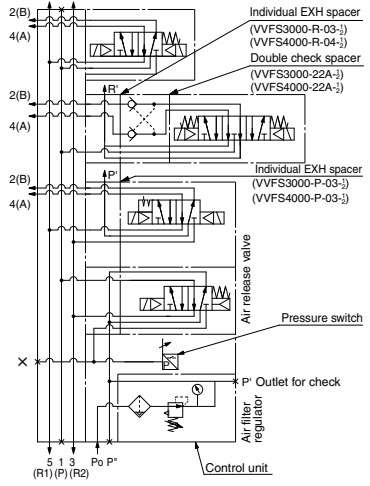 Individual EXH spacer
(VVFS3000-R-03-½)
(VVFS4000-R-04-½)
2(B)
4(A)
Double check spacer
(VVFS3000-22A-½)
(VVFS4000-22A-½)
R'
2(B)
4(A)
P'
Individual EXH spacer
(VVFS3000-P-03-½)
(VVFS4000-P-03-½)
2(B)
4(A)
Air release valve
Pressure switch
P
P' Outlet for check
Air filter
regulator
5 1 3 Po P"
(R1) (P) (R2)
Control unit